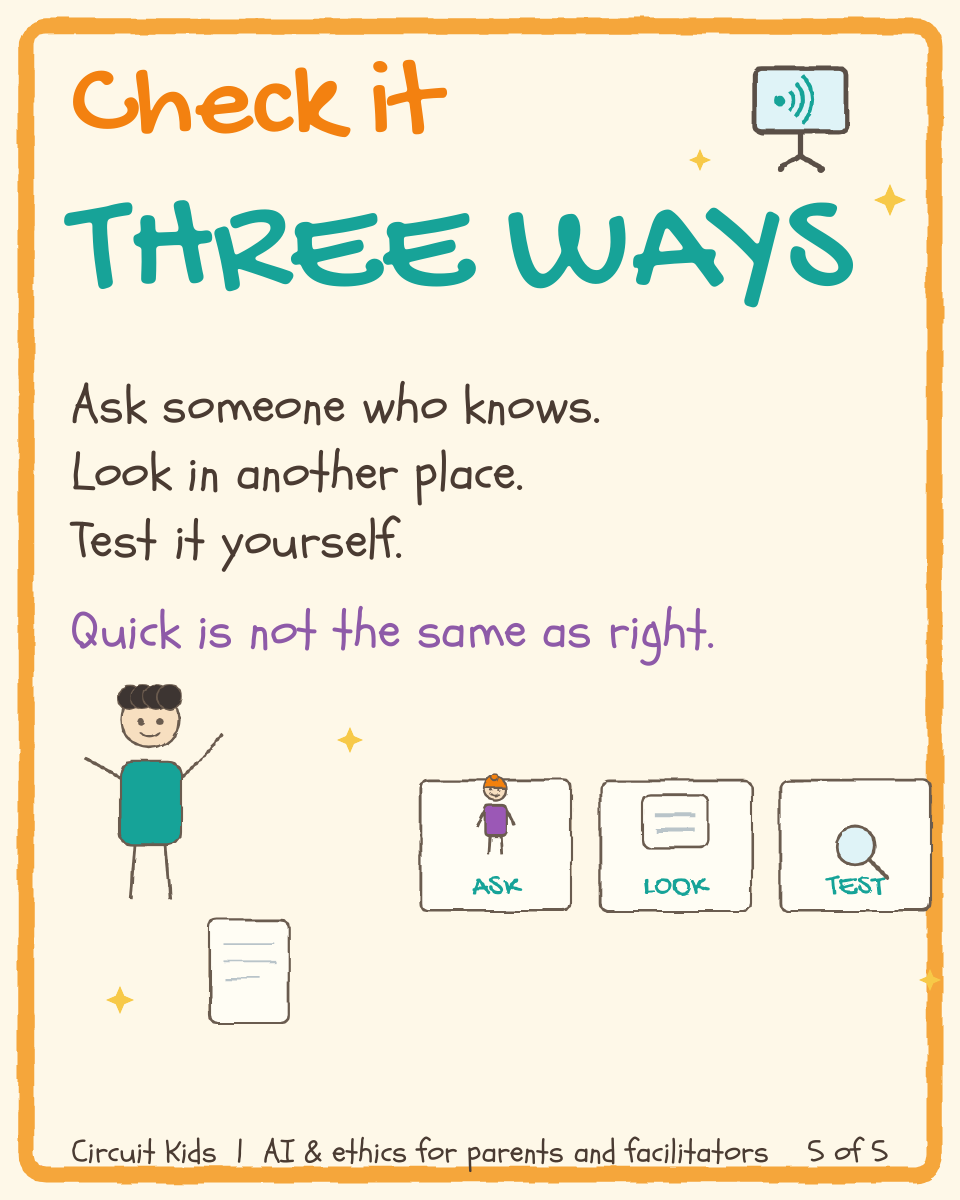 Check it
THREE WAYS
Ask someone who knows.
Look in another place.
Test it yourself.
Quick is not the same as right.
ASK
LOOK
TEST
Circuit Kids | AI & ethics for parents and facilitators 5 of 5